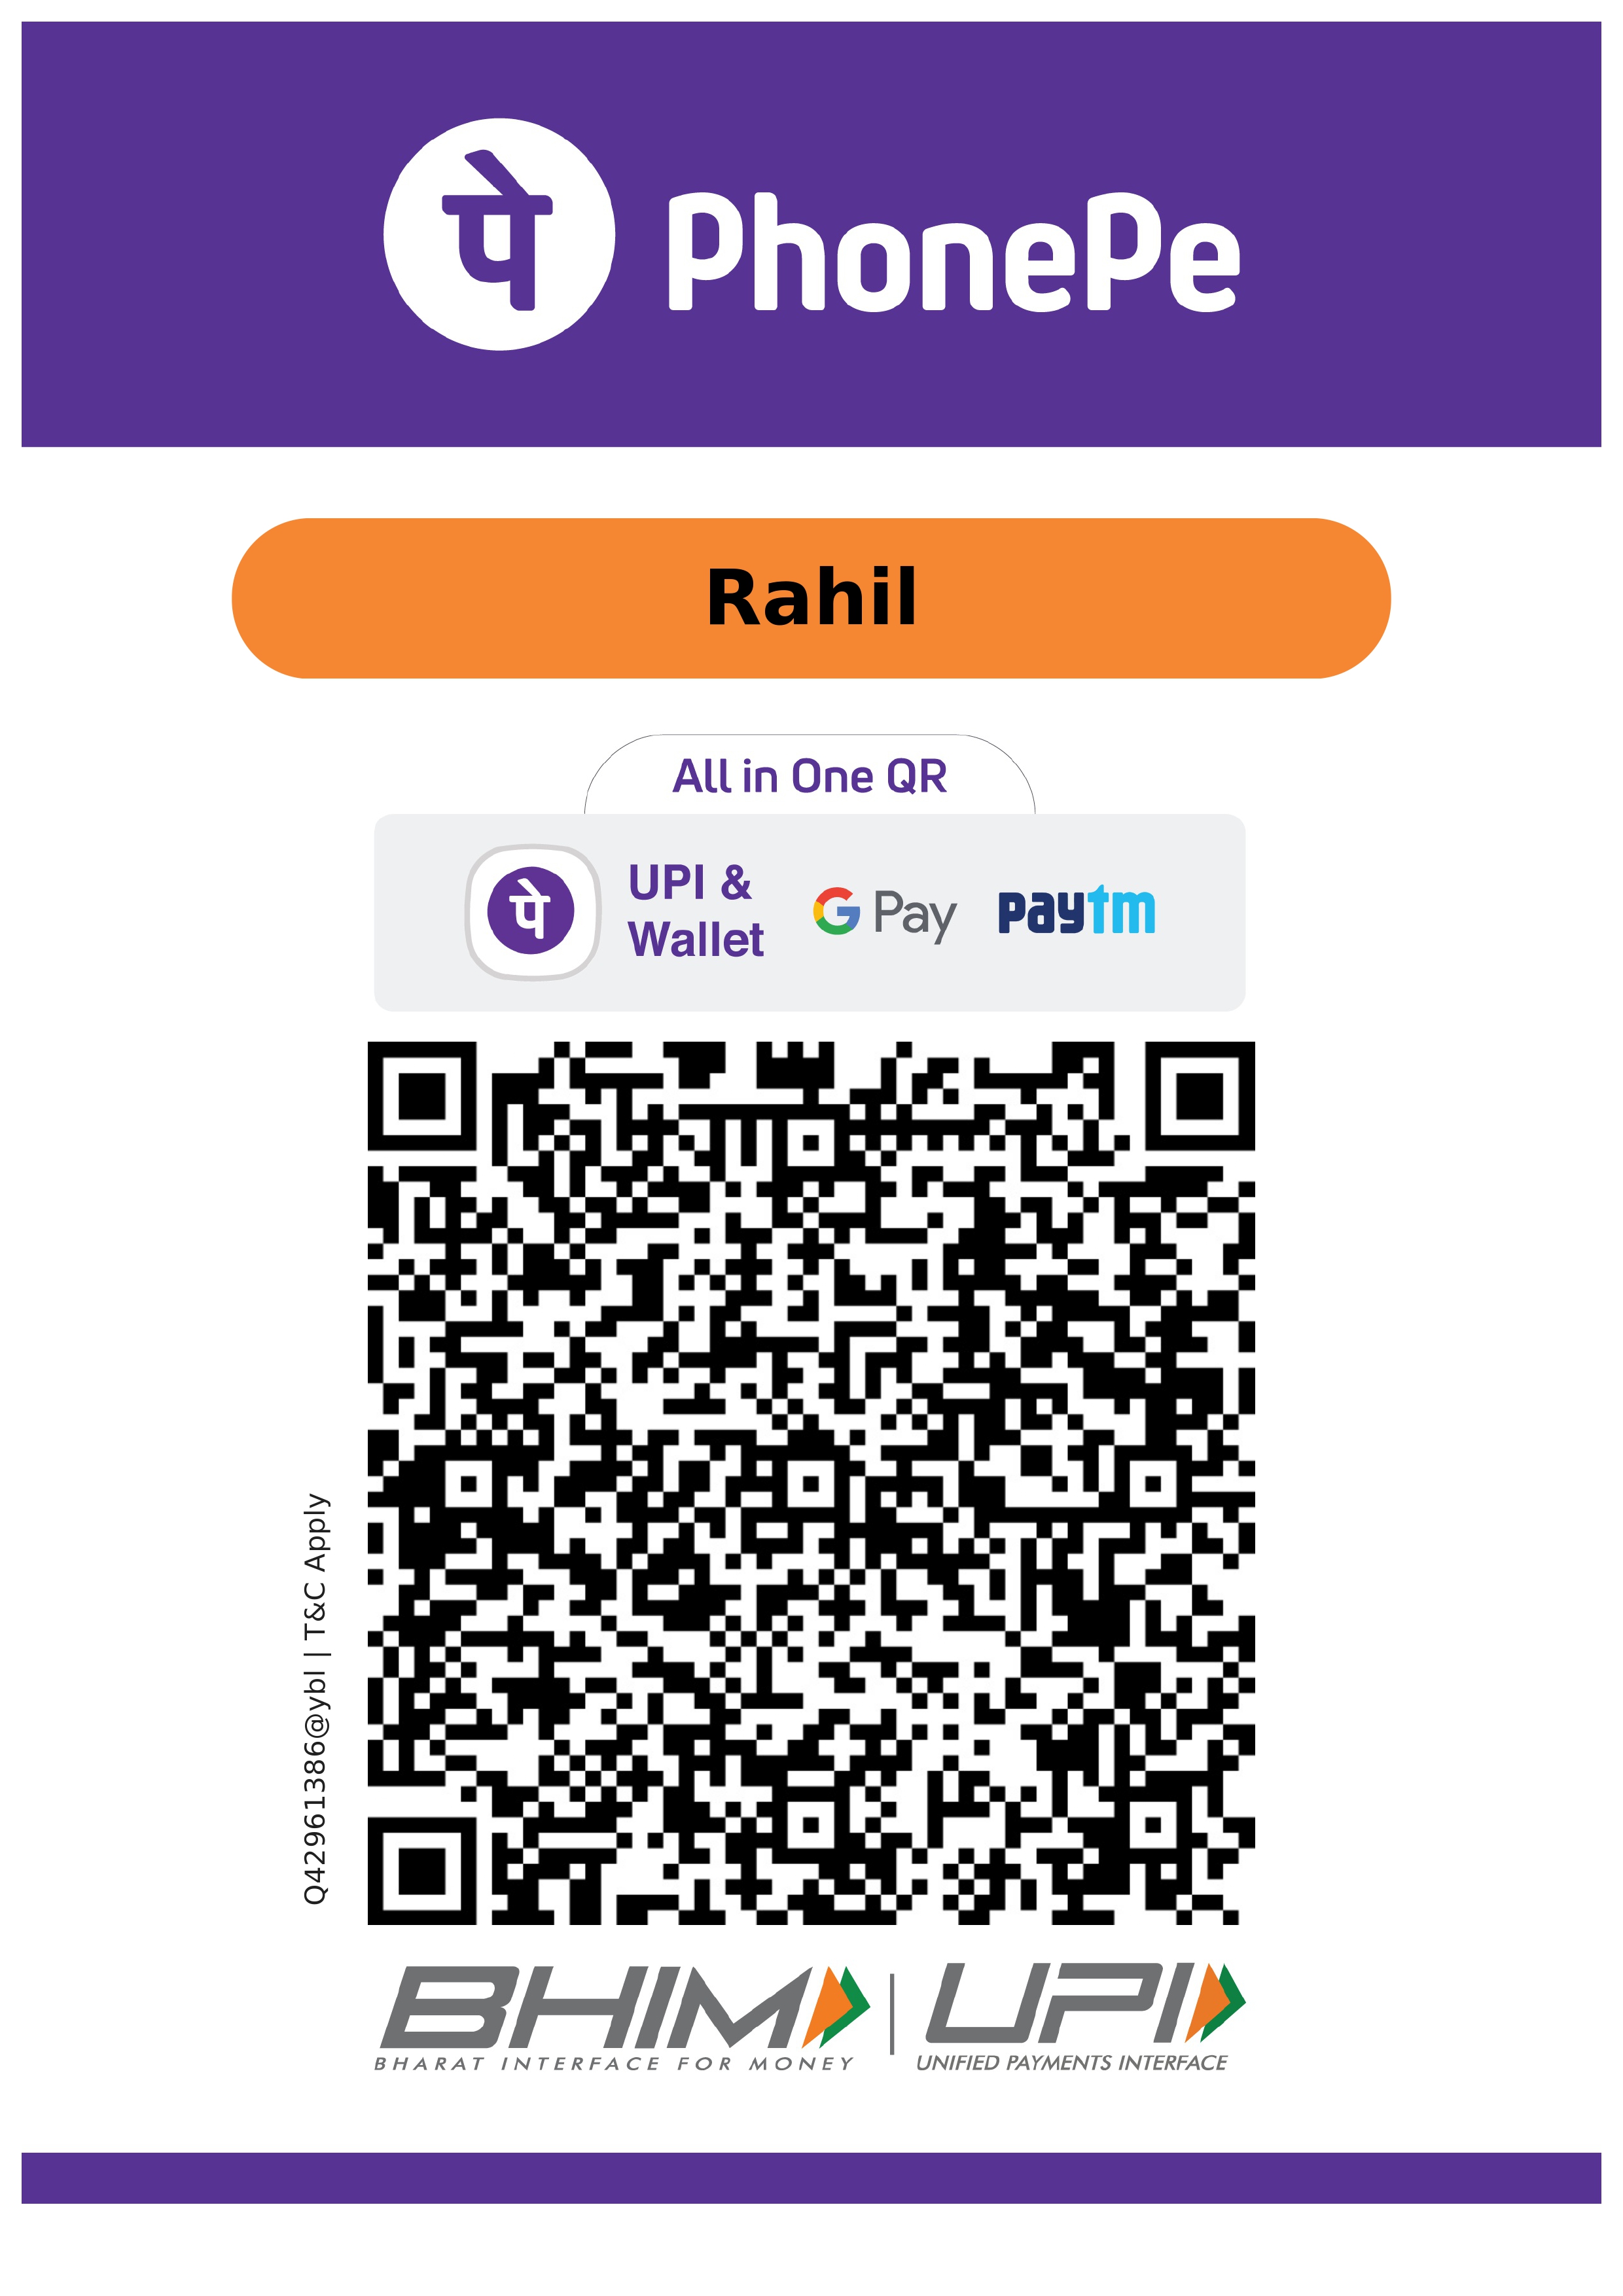 पे PhonePe
Rahil
All in One QR
पे UPI & Wallet G Pay paytm
Q429961386@ybl | T&C Apply
BHIM UPI
BHARAT INTERFACE FOR MONEY UNIFIED PAYMENTS INTERFACE